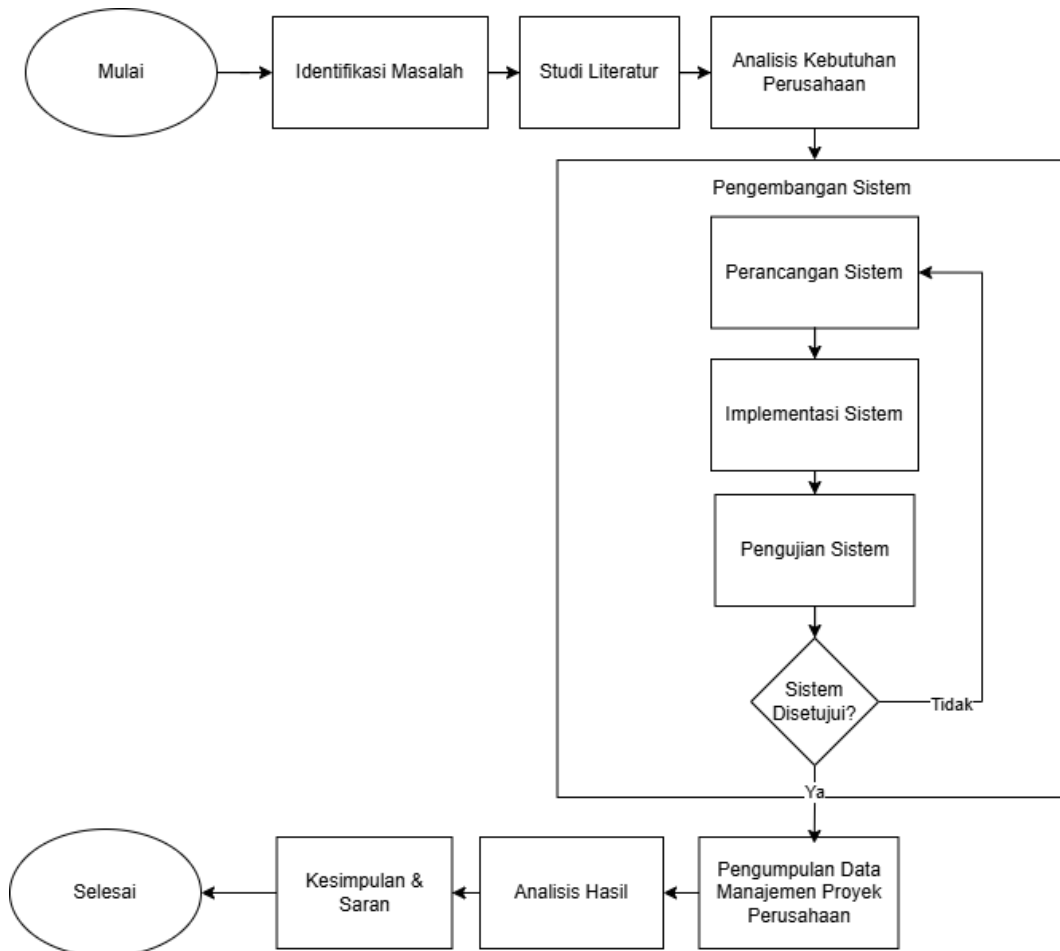 Mulai
Identifikasi Masalah
Studi Literatur
Analisis Kebutuhan
Perusahaan
Pengembangan Sistem
Perancangan Sistem
Implementasi Sistem
Pengujian Sistem
Sistem
Disetujui?
Tidak
Ya
Pengumpulan Data
Manajemen Proyek
Perusahaan
Analisis Hasil
Kesimpulan &
Saran
Selesai